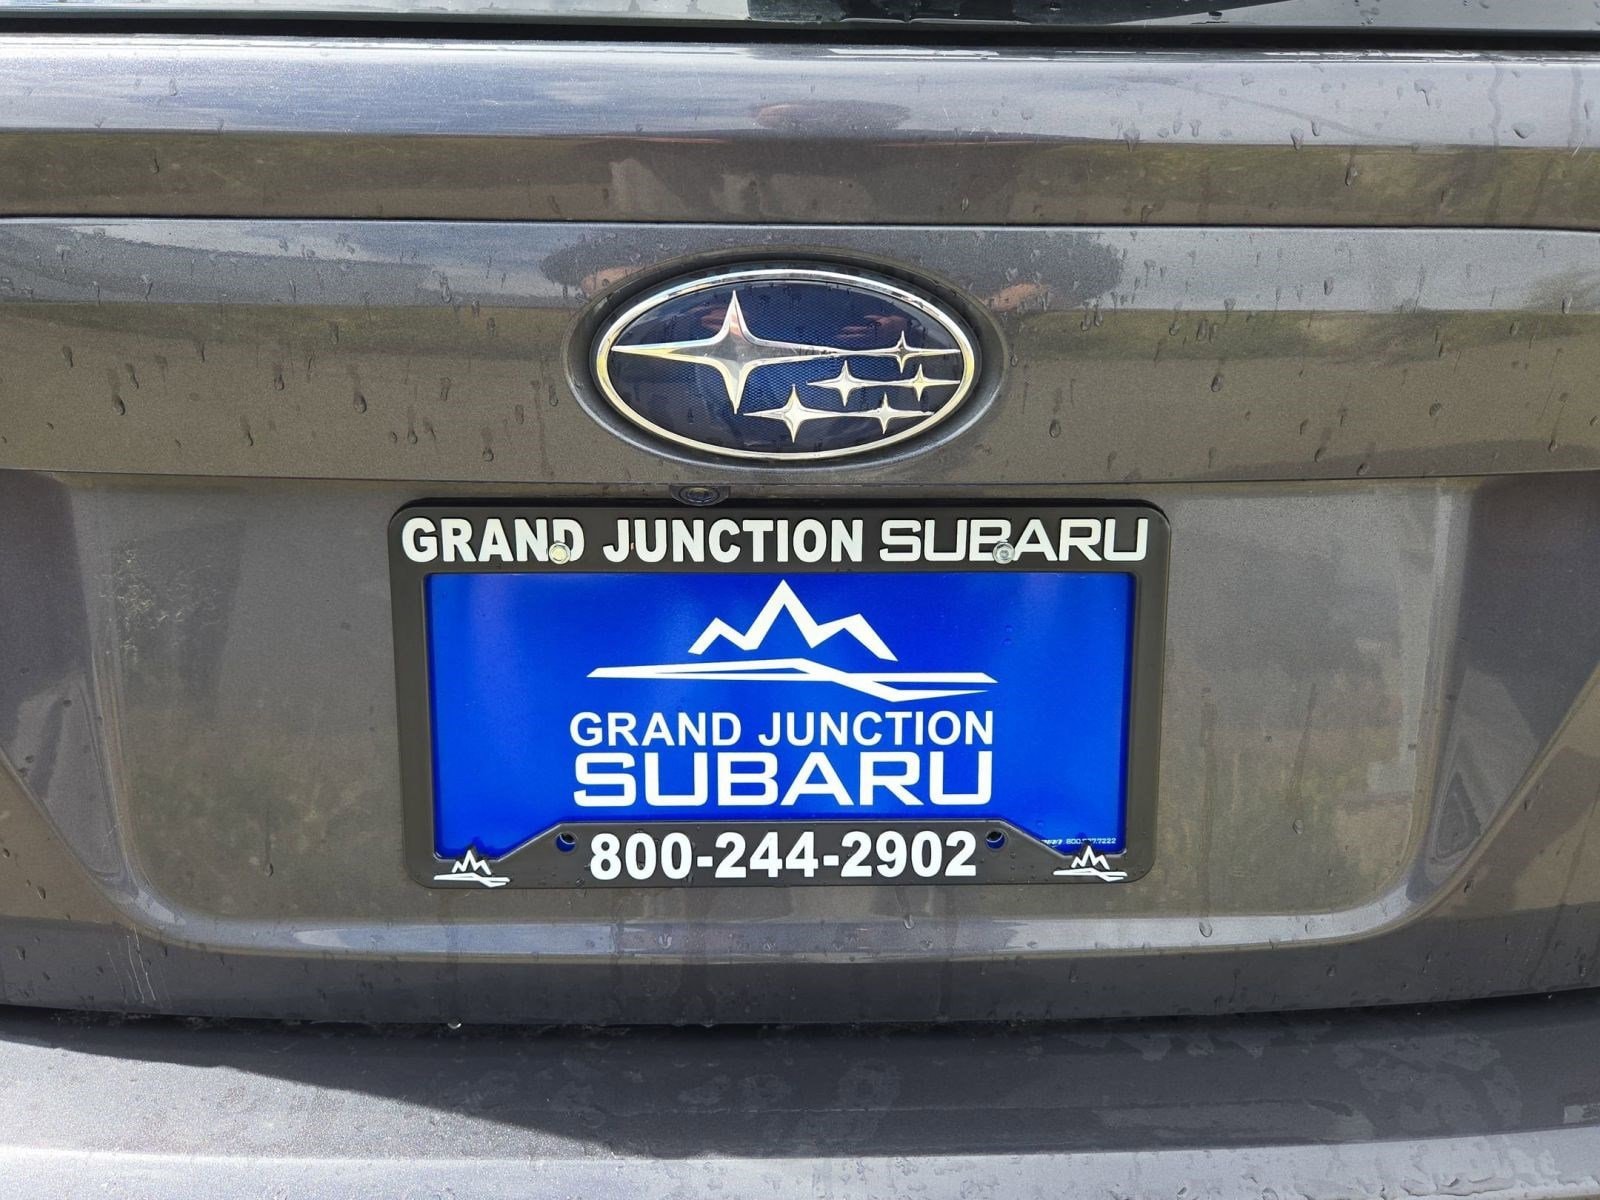 GRAND JUNCTION SUBARU
GRAND JUNCTION
SUBARU
800-244-2902